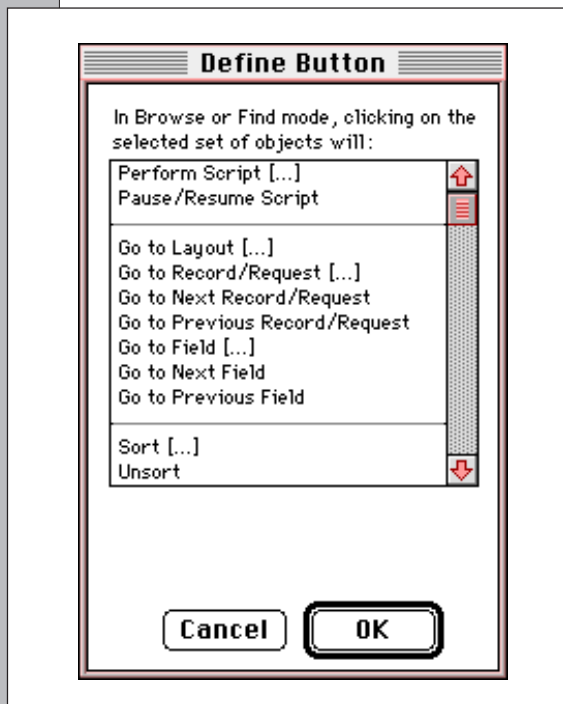 Define Button
In Browse or Find mode, clicking on the
selected set of objects will:
Perform Script [...]
Pause/Resume Script
Go to Layout [...]
Go to Record/Request [...]
Go to Next Record/Request
Go to Previous Record/Request
Go to Field [...]
Go to Next Field
Go to Previous Field
Sort [...]
Unsort
Cancel OK